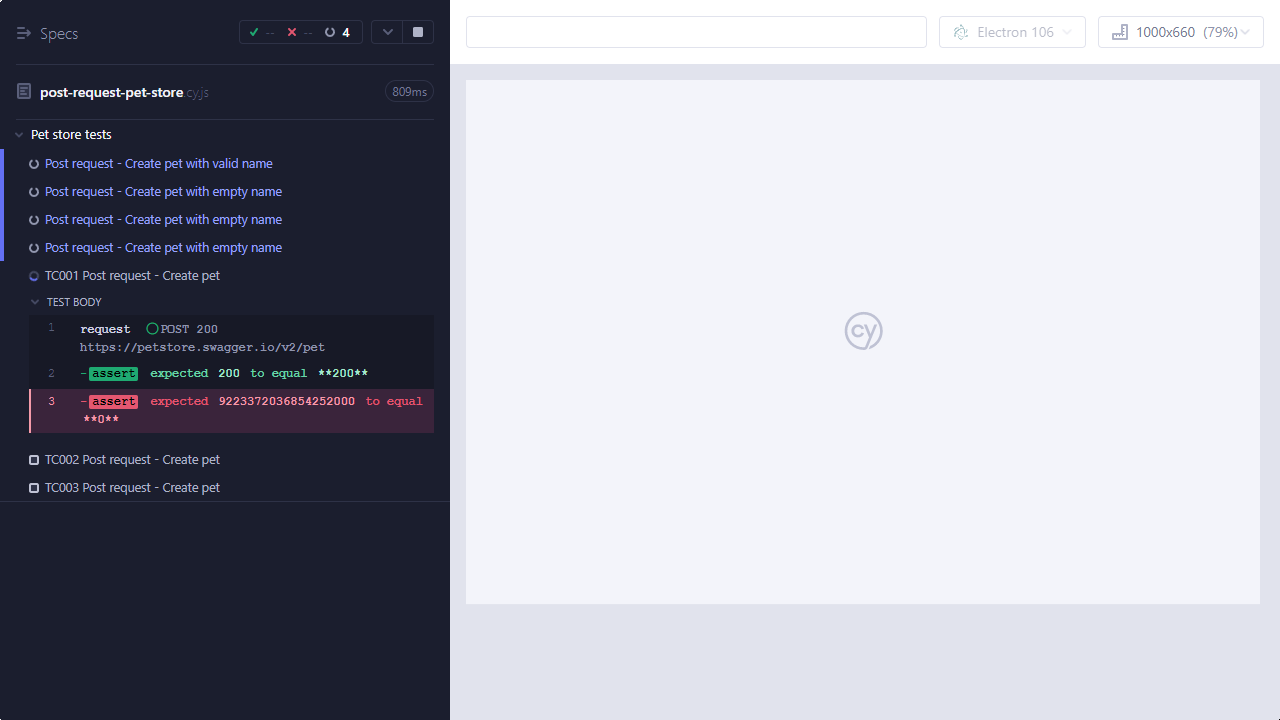 Specs
-- -- 4
post-request-pet-store.cy.js 809ms
Pet store tests
Post request - Create pet with valid name
Post request - Create pet with empty name
Post request - Create pet with empty name
Post request - Create pet with empty name
TC001 Post request - Create pet
TEST BODY
1 request POST 200
https://petstore.swagger.io/v2/pet
2 -assert expected 200 to equal **200**
3 -assert expected 9223372036854252000 to equal
**0**
TC002 Post request - Create pet
TC003 Post request - Create pet
Electron 106
1000x660 (79%)
cy